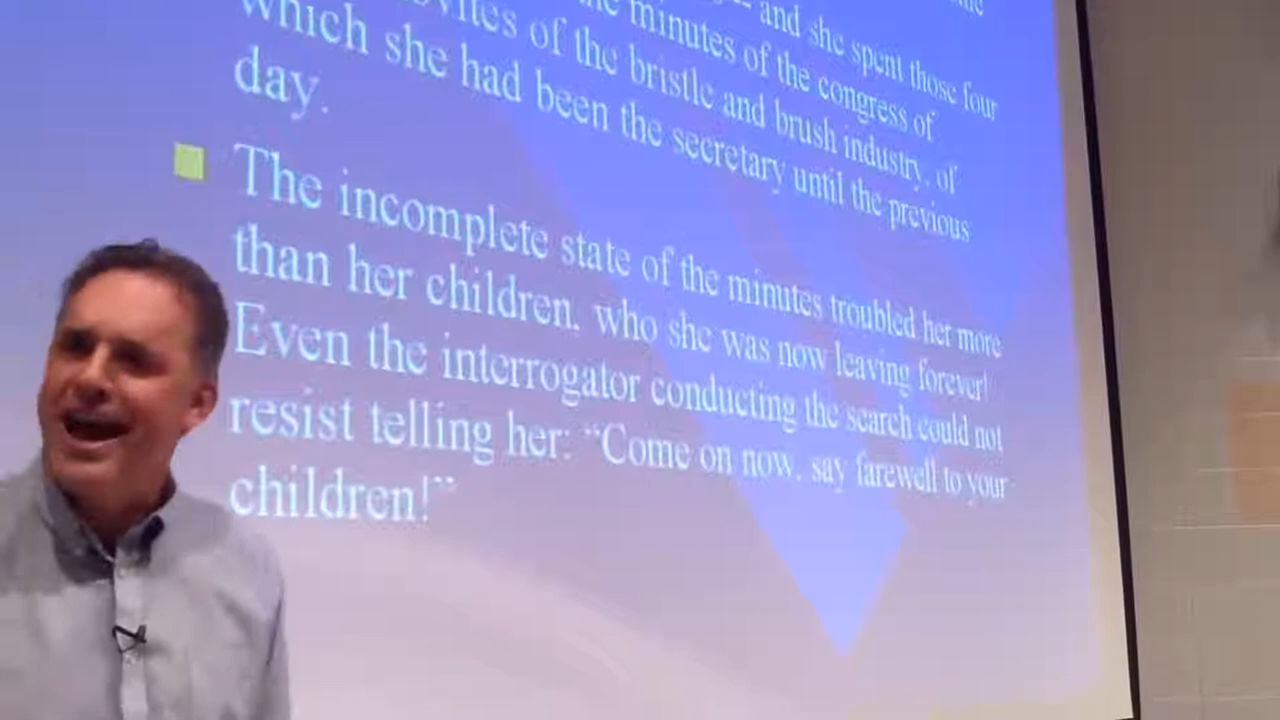 and she spent those four
minutes of the congress of
of the bristle and brush industry, of
which she had been the secretary until the previous
day.
The incomplete state of the minutes troubled her more
than her children, who she was now leaving forever!
Even the interrogator conducting the search could not
resist telling her: “Come on now, say farewell to your
children!”